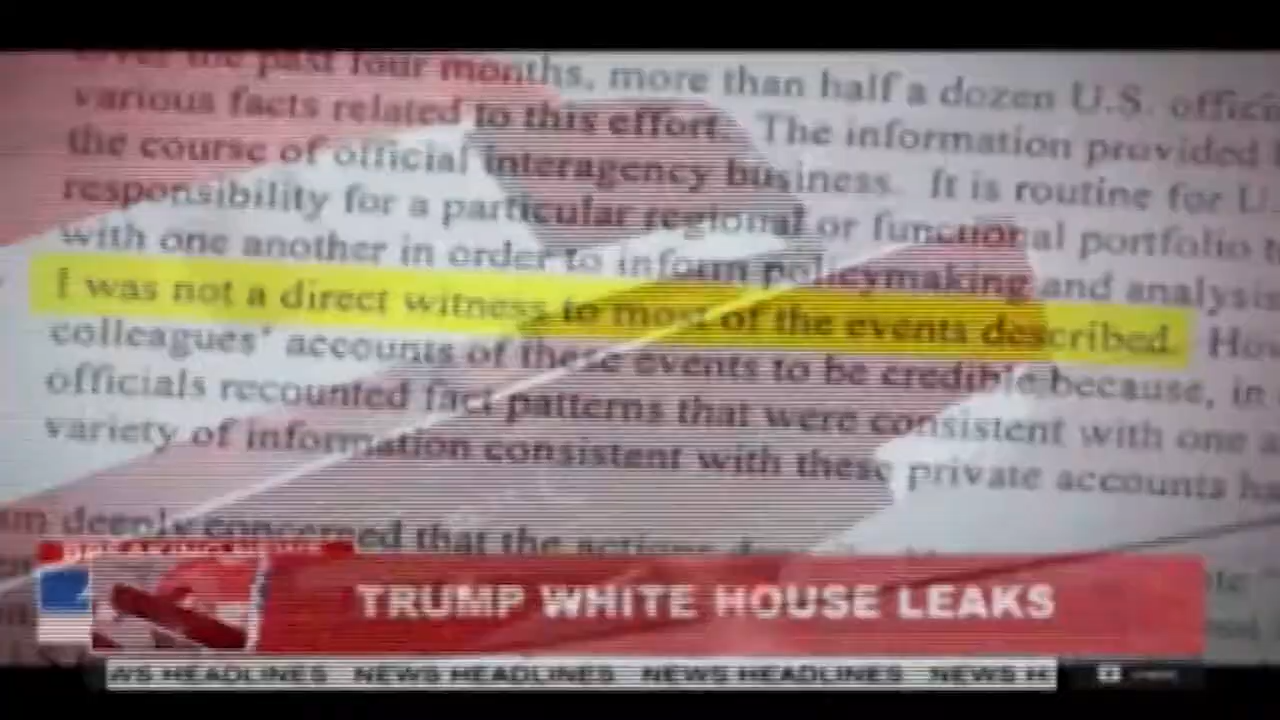 over the past four months, more than half a dozen U.S.
various facts related to this effort. The information provided
the course of official interagency business. It is routine for
responsibility for a particular regional or functional portfolio
with one another in order to inform policymaking and analysis
I was not a direct witness to most of the events described.
colleagues' accounts of these events to be credible because, in
officials recounted fact patterns that were consistent with one
variety of information consistent with these private accounts
deeply concerned that the actions
TRUMP WHITE HOUSE LEAKS
WS HEADLINES NEWS HEADLINES NEWS HEADLINES NEWS H